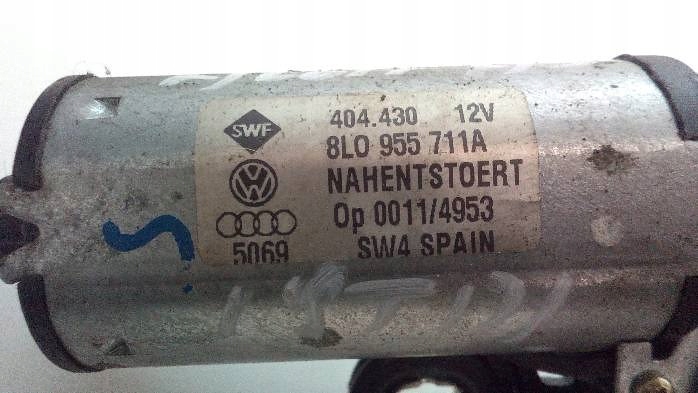 SWF
404.430 12V
8L0 955 711A
NAHENTSTOERT
Op 0011/4953
5069
SW4 SPAIN